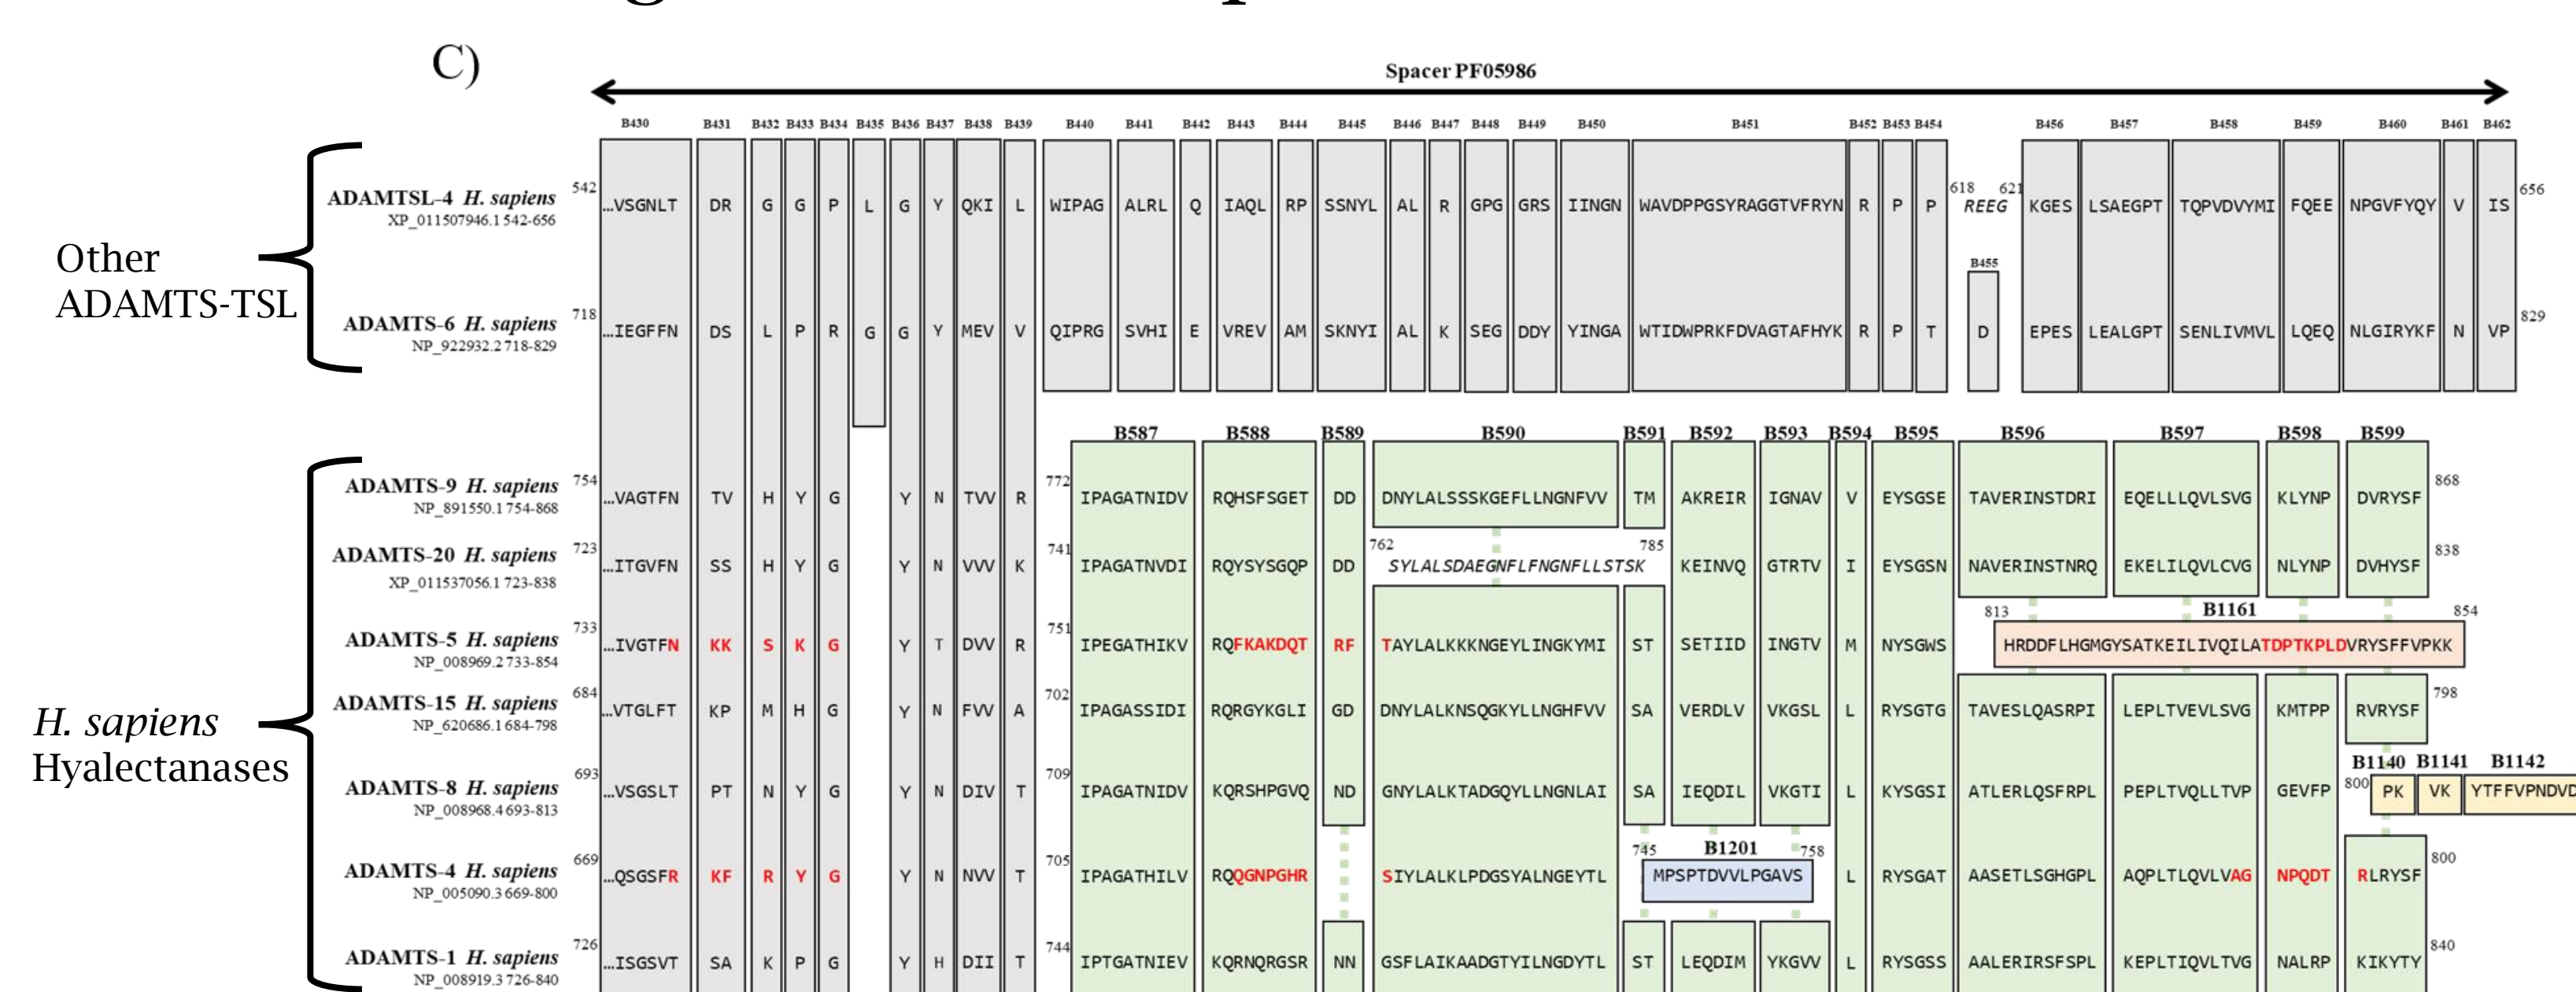 C)
Spacer PF05986
B430 B431 B432 B433 B434 B435 B436 B437 B438 B439 B440 B441 B442 B443 B444 B445 B446 B447 B448 B449 B450 B451 B452 B453 B454 B456 B457 B458 B459 B460 B461 B462
ADAMTSL-4 H. sapiens 542 ...VSGNLT DR G G P L G Y QKI L WIPAG ALRL Q IAQL RP SSNYL AL R GPG GRS IINGN WAVDPPGSYRAGGTVFRYN R P P 618 REEG 621 KGES LSAEGPT TQPVDVYMI FQEE NPGVFYQY V IS 656
XP_011507946.1 542-656
Other
ADAMTS-TSL
B455
ADAMTS-6 H. sapiens 718 ...IEGFFN DS L P R G G Y MEV V QIPRG SVHI E VREV AM SKNYI AL K SEG DDY YINGA WTIDWPRKFDVAGTAFHYK R P T D EPES LEALGPT SENLIVMVL LQEQ NLGIRYKF N VP 829
NP_922932.2 718-829
B587 B588 B589 B590 B591 B592 B593 B594 B595 B596 B597 B598 B599
ADAMTS-9 H. sapiens 754 ...VAGTFN TV H Y G Y N TVV R 772 IPAGATNIDV RQHSFSGET DD DNYLALSSSKGEFLLNGNFVV TM AKREIR IGNAV V EYSGSE TAVERINSTDRI EQELLLQVLSVG KLYNP DVRYSF 868
NP_891550.1 754-868
ADAMTS-20 H. sapiens 723 ...ITGVFN SS H Y G Y N VVV K 741 IPAGATNVDI RQYSYSGQP DD 762 SYLALSDAEGNFLFNGNFLLSTSK 785 KEINVQ GTRTV I EYSGSN NAVERINSTNRQ EKELILQVLCVG NLYNP DVHYSF 838
XP_011537056.1 723-838
813 B1161 854
ADAMTS-5 H. sapiens 733 ...IVGTFN KK S K G Y T DVV R 751 IPEGATHIKV RQFKAKDQT RF TAYLALKKKNGEYLINGKYMI ST SETIID INGTV M NYSGWS HRDDFLHGMGYSATKEILIVQILATDPTKPLDVRYSFFVPKK
NP_008969.2 733-854
H. sapiens
Hyalectanases
ADAMTS-15 H. sapiens 684 ...VTGLFT KP M H G Y N FVV A 702 IPAGASSIDI RQRGYKGLI GD DNYLALKNSQGKYLLNGHFVV SA VERDLV VKGSL L RYSGTG TAVESLQASRPI LEPLTVEVLSVG KMTPP RVRYSF 798
NP_620686.1 684-798
B1140 B1141 B1142
ADAMTS-8 H. sapiens 693 ...VSGSLT PT N Y G Y N DIV T 709 IPAGATNIDV KQRSHPGVQ ND GNYLALKTADGQYLLNGNLAI SA IEQDIL VKGTI L KYSGSI ATLERLQSFRPL PEPLTVQLLTVP GEVFP 800 PK VK YTFFVPNDVD
NP_008968.4 693-813
745 B1201 758
ADAMTS-4 H. sapiens 669 ...QSGSFR KF R Y G Y N NVV T 705 IPAGATHILV RQQGNPGHR SIYLALKLPDGSYALNGEYTL MPSPTDVVLPGAVS L RYSGAT AASETLSGHGPL AQPLTLQVLVAG NPQDT RLRYSF 800
NP_005090.3 669-800
ADAMTS-1 H. sapiens 726 ...ISGSVT SA K P G Y H DII T 744 IPTGATNIEV KQRNQRGSR NN GSFLAIKAADGTYILNGDYTL ST LEQDIM YKGVV L RYSGSS AALERIRSFSPL KEPLTIQVLTVG NALRP KIKYTY 840
NP_008919.3 726-840